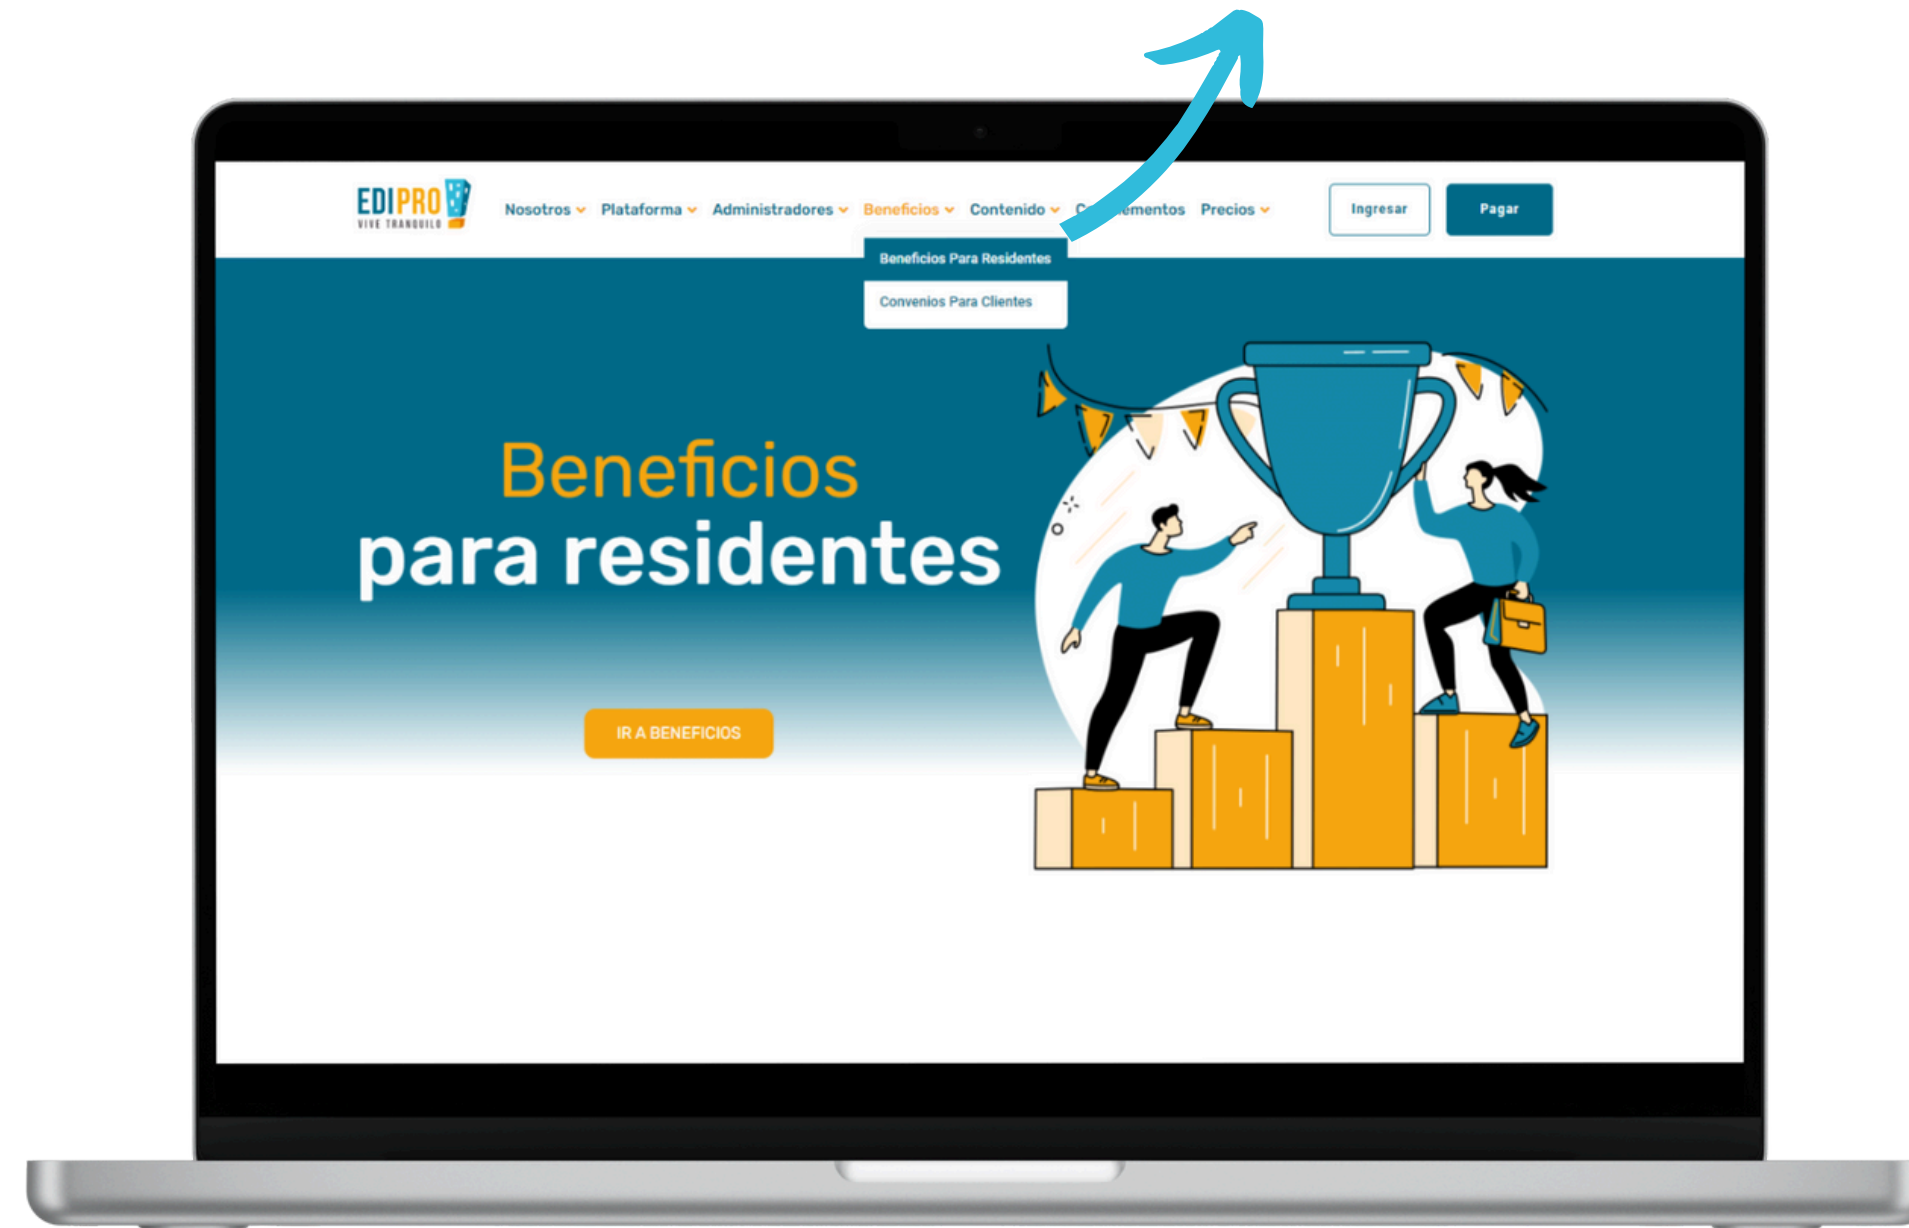 EDIPRO
VIVE TRANQUILO
Nosotros Plataforma Administradores Beneficios Contenido Precios
Ingresar
Pagar
Beneficios Para Residentes
Convenios Para Clientes
Beneficios
para residentes
IR A BENEFICIOS